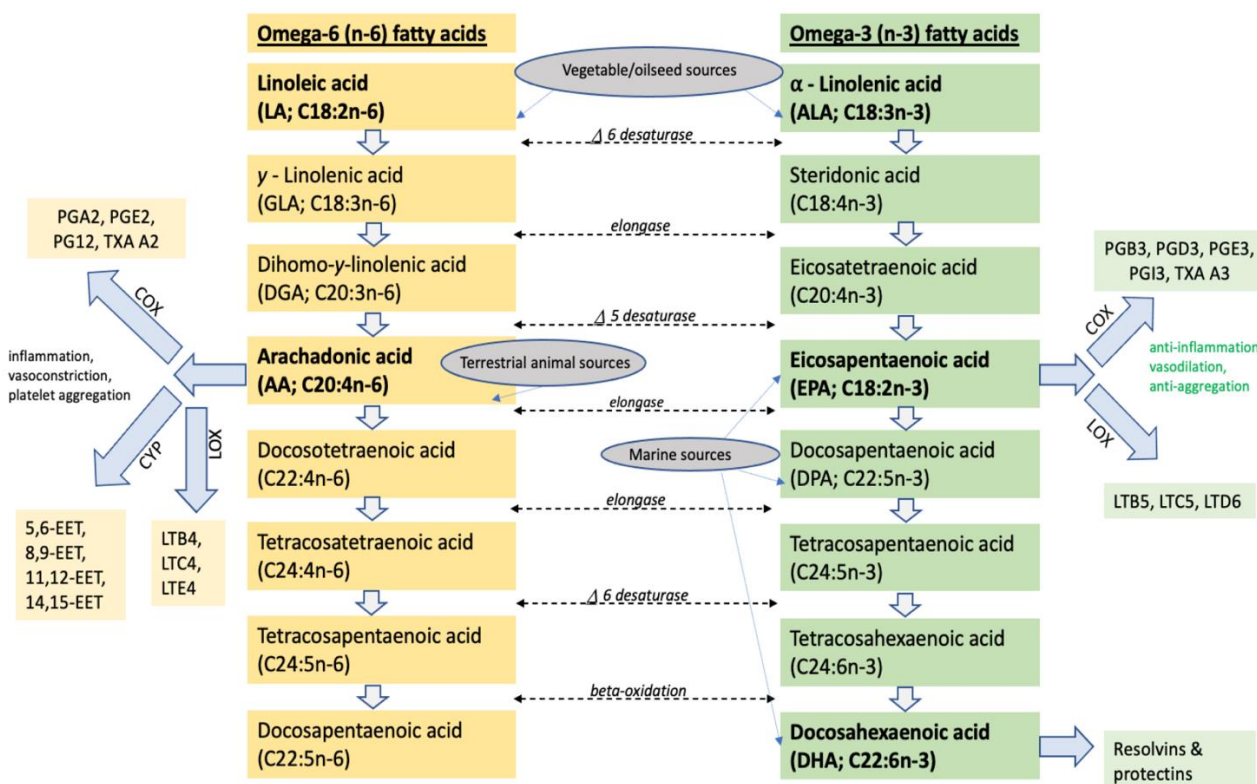 Omega-6 (n-6) fatty acids
Omega-3 (n-3) fatty acids
Linoleic acid
(LA; C18:2n-6)
Vegetable/oilseed sources
α - Linolenic acid
(ALA; C18:3n-3)
Δ 6 desaturase
y - Linolenic acid
(GLA; C18:3n-6)
Steridonic acid
(C18:4n-3)
elongase
Dihomo-y-linolenic acid
(DGA; C20:3n-6)
Eicosatetraenoic acid
(C20:4n-3)
Δ 5 desaturase
Arachadonic acid
(AA; C20:4n-6)
Terrestrial animal sources
Eicosapentaenoic acid
(EPA; C18:2n-3)
elongase
Docosotetraenoic acid
(C22:4n-6)
Marine sources
Docosapentaenoic acid
(DPA; C22:5n-3)
elongase
Tetracosatetraenoic acid
(C24:4n-6)
Tetracosapentaenoic acid
(C24:5n-3)
Δ 6 desaturase
Tetracosapentaenoic acid
(C24:5n-6)
Tetracosahexaenoic acid
(C24:6n-3)
beta-oxidation
Docosapentaenoic acid
(C22:5n-6)
Docosahexaenoic acid
(DHA; C22:6n-3)
PGA2, PGE2,
PG12, TXA A2
COX
inflammation,
vasoconstriction,
platelet aggregation
CYP
LOX
5,6-EET,
8,9-EET,
11,12-EET,
14,15-EET
LTB4,
LTC4,
LTE4
PGB3, PGD3, PGE3,
PGI3, TXA A3
COX
anti-inflammation
vasodilation,
anti-aggregation
LOX
LTB5, LTC5, LTD6
Resolvins &
protectins